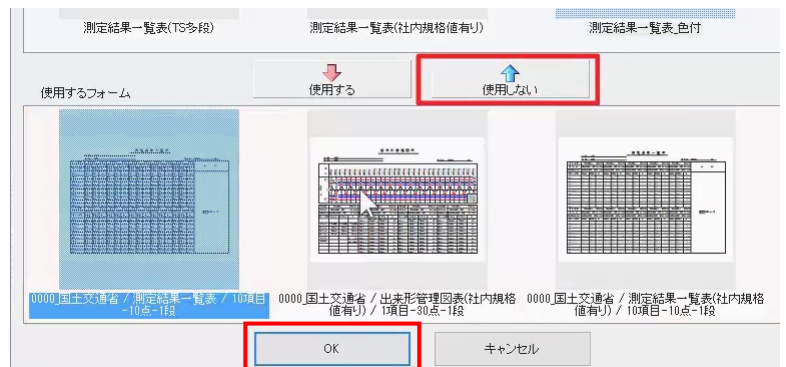 測定結果一覧表(TS多段)
測定結果一覧表(社内規格値有り)
測定結果一覧表_色付
使用するフォーム
使用する
使用しない
0000_国土交通省 / 測定結果一覧表 / 10項目
-10点-1段
0000_国土交通省 / 出来形管理図表(社内規格
値有り) / 1項目-30点-1段
0000_国土交通省 / 測定結果一覧表(社内規格
値有り) / 10項目-10点-1段
OK
キャンセル